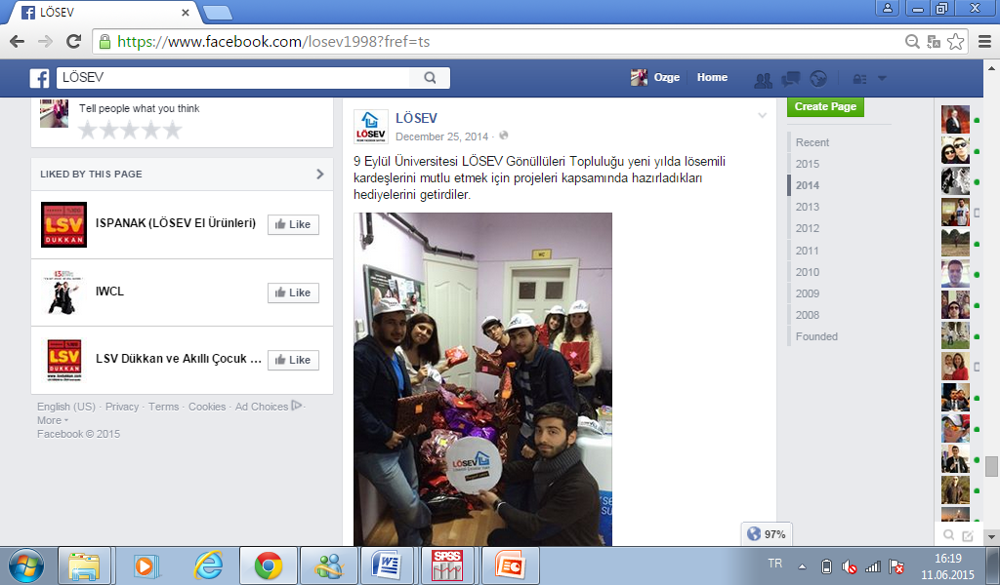 LÖSEV
https://www.facebook.com/losev1998?fref=ts
LÖSEV
Ozge
Home
Tell people what you think
LIKED BY THIS PAGE
LSV
DUKKAN
ISPANAK (LÖSEV El Ürünleri)
Like
IWCL
Like
LSV
DUKKAN
LSV Dükkan ve Akıllı Çocuk ...
Like
English (US) · Privacy · Terms · Cookies · Ad Choices
More
Facebook © 2015
LÖSEV
LÖSEV
December 25, 2014 ·
9 Eylül Üniversitesi LÖSEV Gönüllüleri Topluluğu yeni yılda lösemili
kardeşlerini mutlu etmek için projeleri kapsamında hazırladıkları
hediyelerini getirdiler.
WC
LÖSEV
Create Page
Recent
2015
2014
2013
2012
2011
2010
2009
2008
Founded
97%
SPSS
TR
16:19
11.06.2015